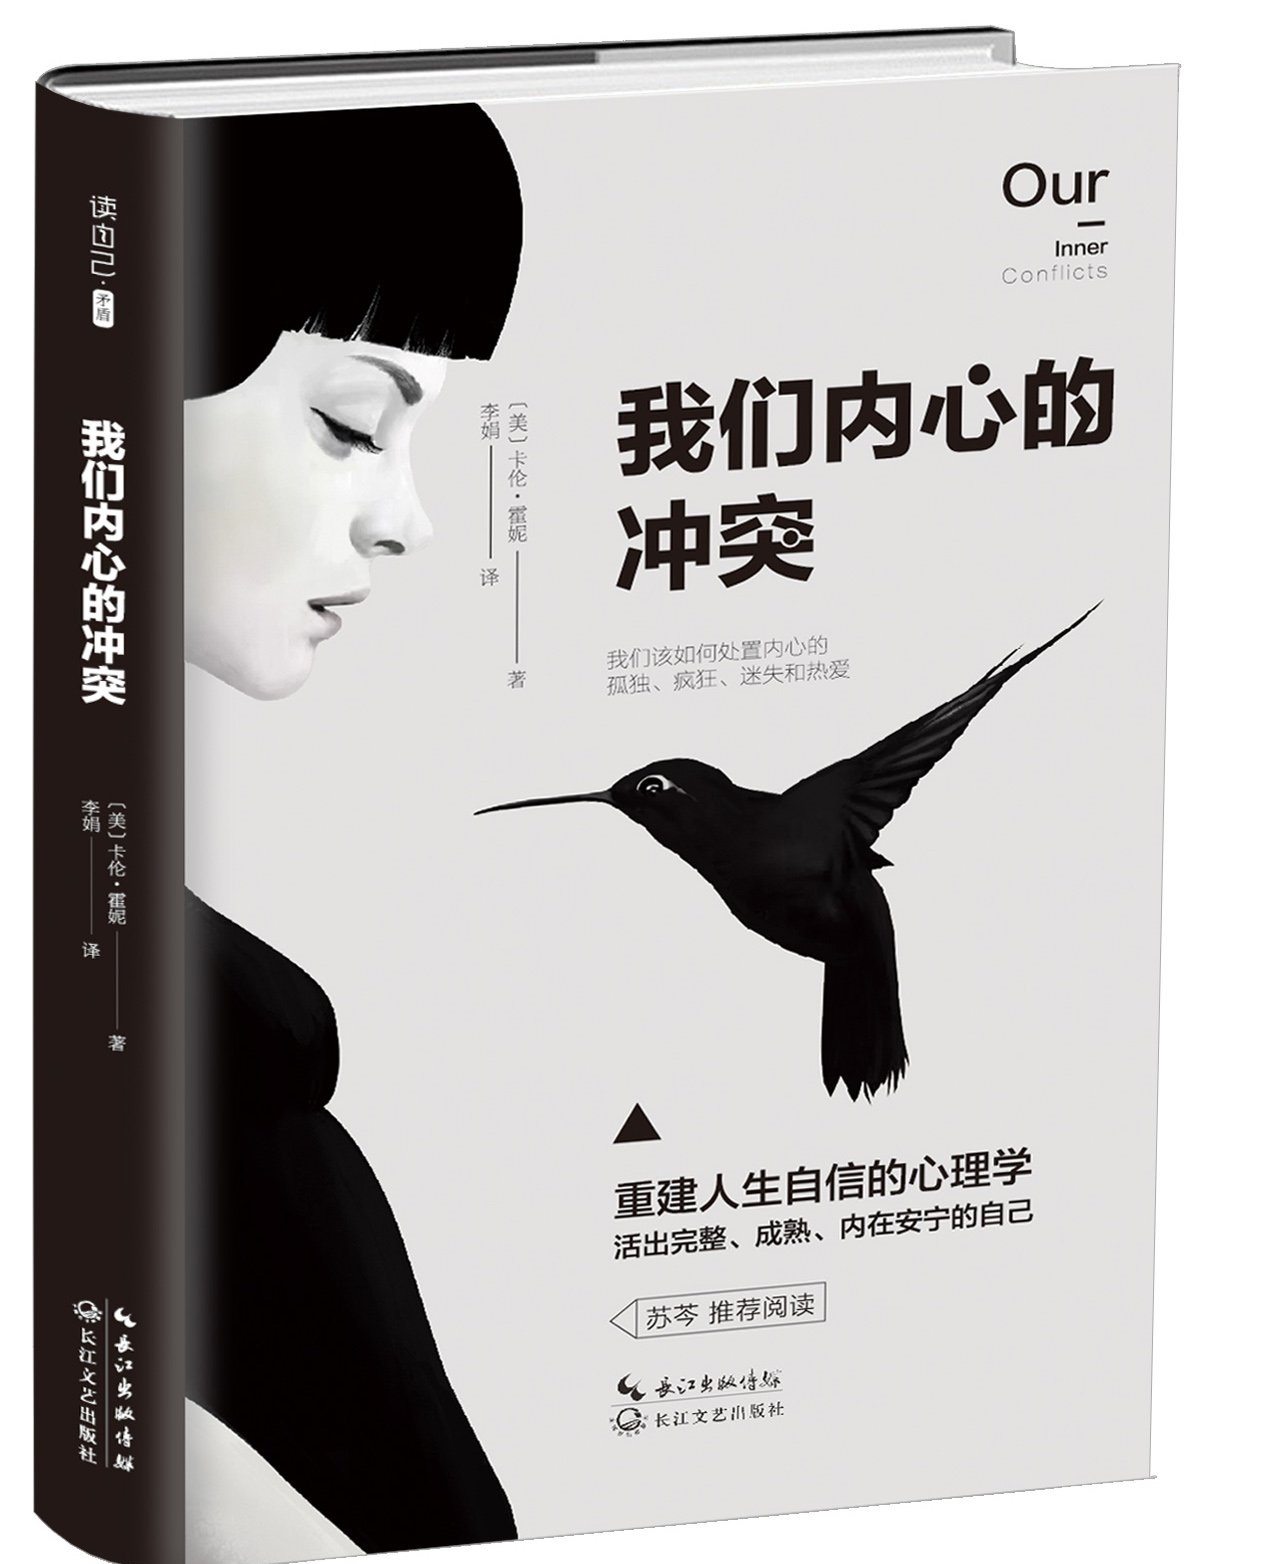 读自己·矛盾
我们内心的冲突
〔美〕卡伦·霍妮 著
李娟 译
长江出版传媒
长江文艺出版社
Our
Inner
Conflicts
我们内心的
冲突
〔美〕卡伦·霍妮 著
李娟 译
我们该如何处置内心的
孤独、疯狂、迷失和热爱
重建人生自信的心理学
活出完整、成熟、内在安宁的自己
苏芩 推荐阅读
长江出版传媒
长江文艺出版社